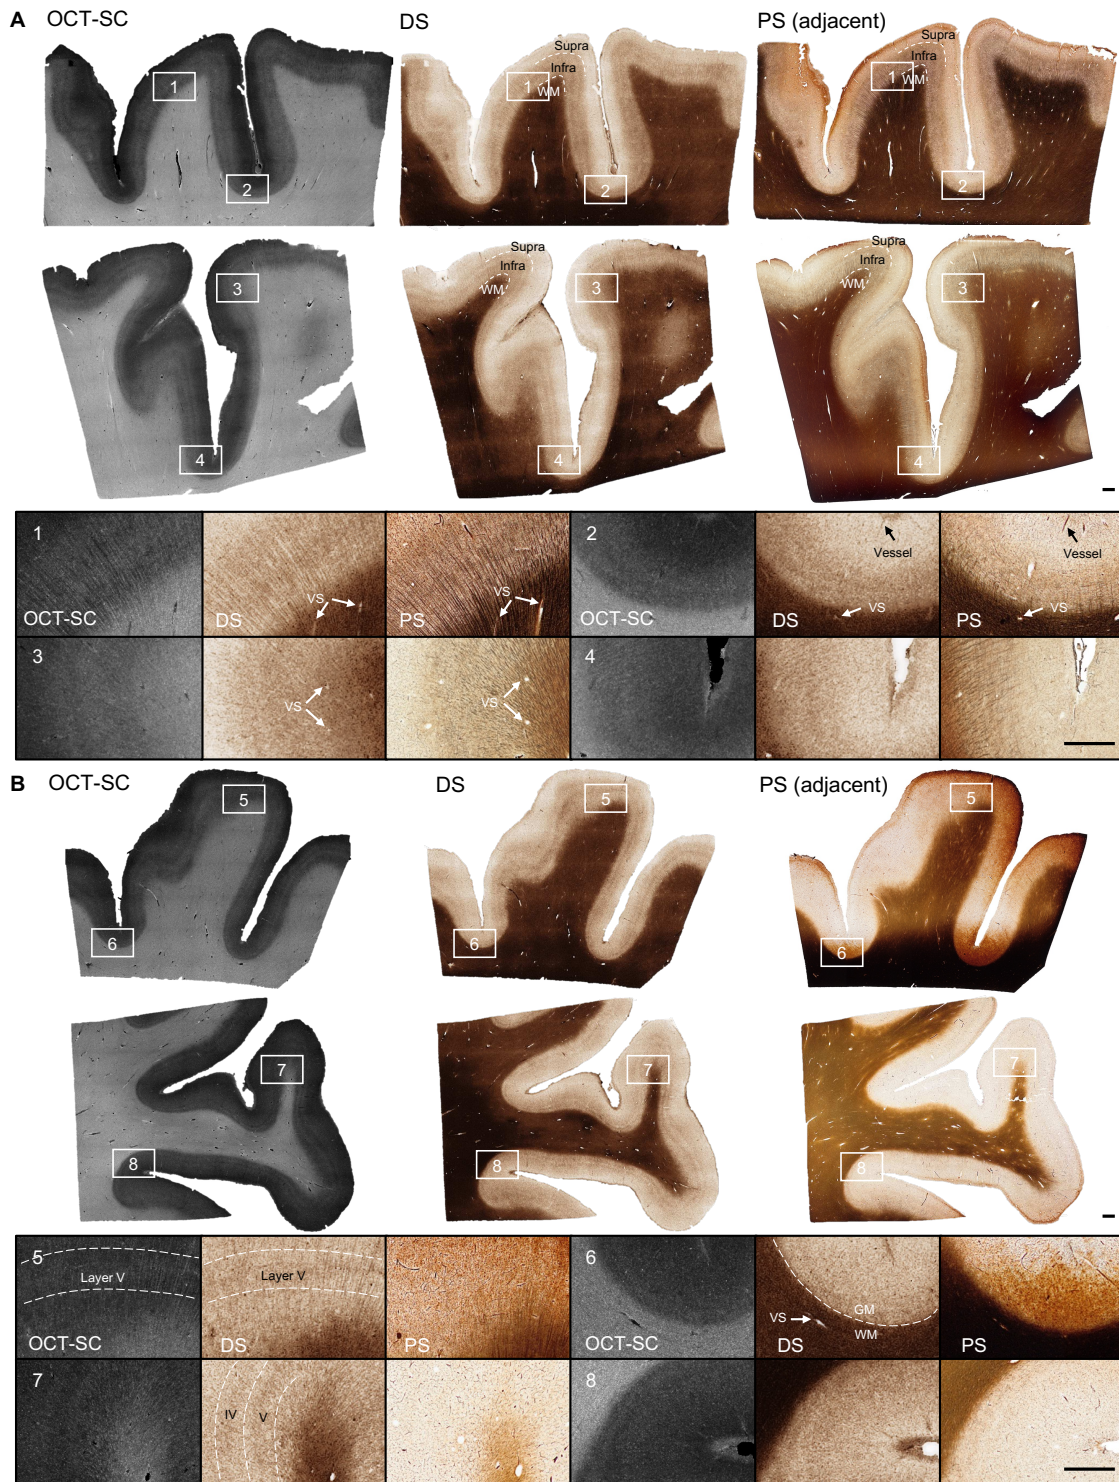 A OCT-SC DS PS (adjacent)
Supra Supra
Infra Infra
1 1 WM 1 WM
2 2 2
Supra Supra
Infra Infra
WM WM
3 3 3
4 4 4
1 2
Vessel Vessel
VS VS VS VS
OCT-SC DS PS OCT-SC DS PS
3 4
VS VS
B OCT-SC DS PS (adjacent)
5 5 5
6 6 6
7 7 7
8 8 8
5 6
Layer V Layer V
VS GM
WM
OCT-SC DS PS OCT-SC DS PS
7 8
IV V